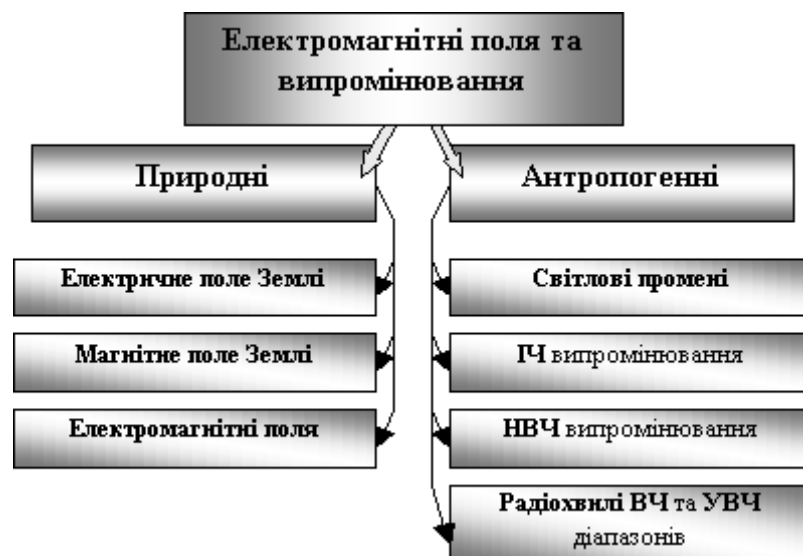 Електромагнітні поля та
випромінювання
Природні
Антропогенні
Електричне поле Землі
Магнітне поле Землі
Електромагнітні поля
Світлові промені
ІЧ випромінювання
НВЧ випромінювання
Радіохвилі ВЧ та УВЧ
діапазонів